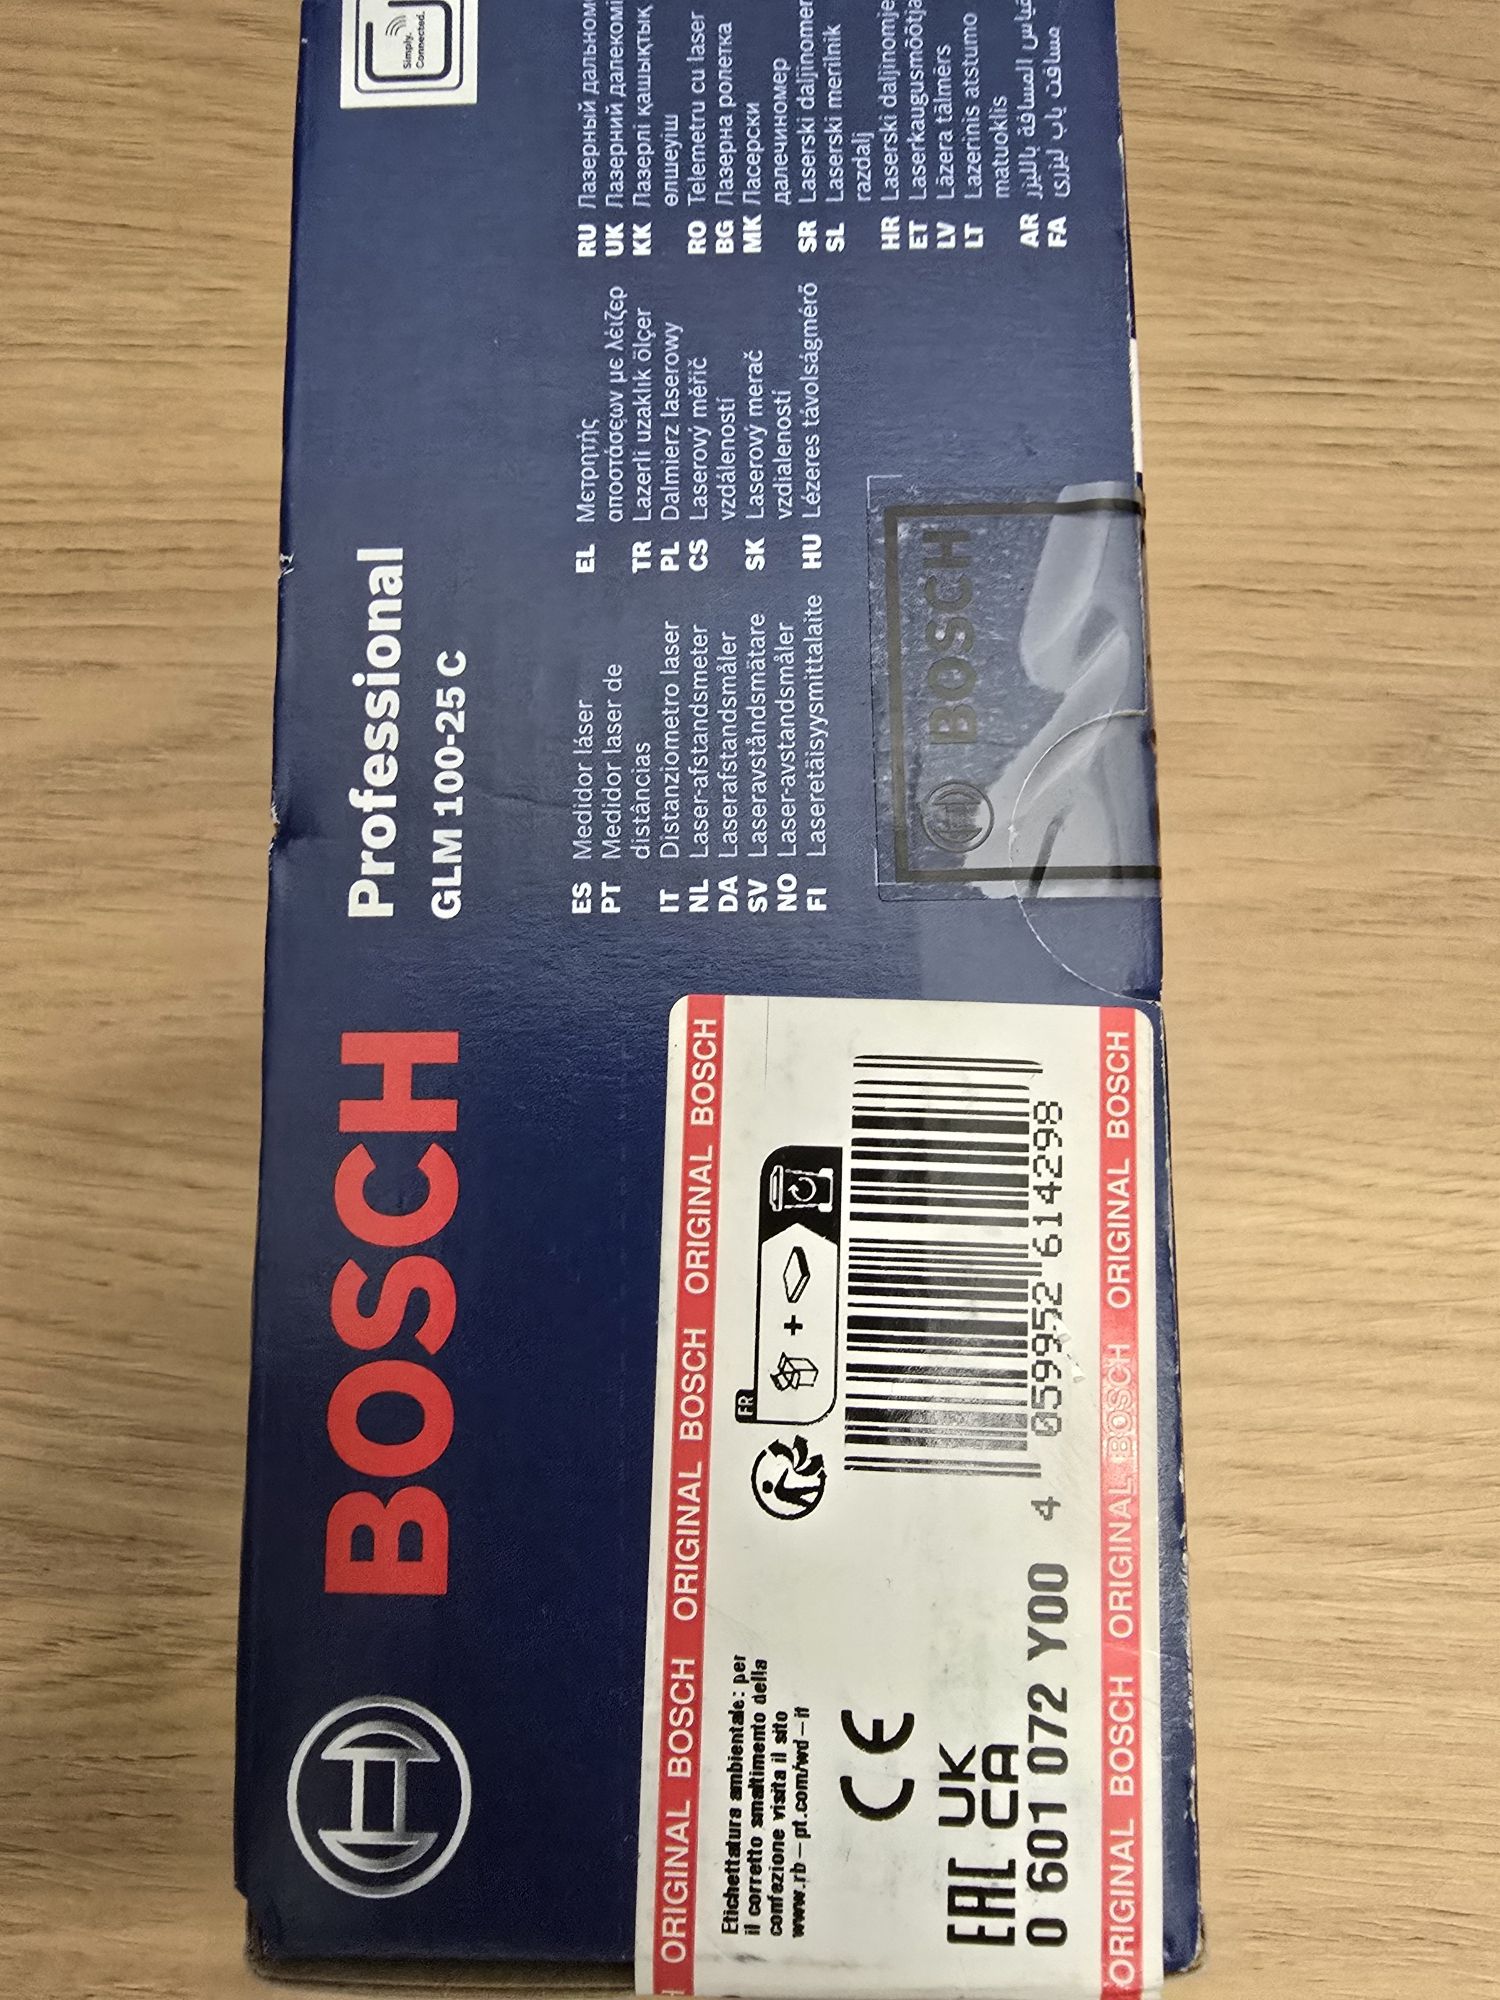 BOSCH
Professional
GLM 100-25 C
Simply.
Connected.
ES Medidor láser
PT Medidor laser de
distâncias
IT Distanziometro laser
NL Laser-afstandsmeter
DA Laserafstandsmåler
SV Laseravståndsmätare
NO Laser-avstandsmåler
FI Laseretäisyysmittalaite
EL Μετρητής
αποστάσεων με λέιζερ
TR Lazerli uzaklık ölçer
PL Dalmierz laserowy
CS Laserový měřič
vzdáleností
SK Laserový merač
vzdialeností
HU Lézeres távolságmérő
RU Лазерный
UK Лазерний
KK Лазерлі қашықтық
өлшеуіш
RO Telemetru cu laser
BG Лазерна ролетка
MK Ласерски
далечиномер
SR Laserski daljinomer
SL Laserski merilnik
razdalj
HR Laserski
ET
LV Lāzera tālmērs
LT Lazerinis atstumo
matuoklis
AR مقياس المسافة بالليزر
FA مسافت یاب لیزری
BOSCH
ORIGINAL BOSCH ORIGINAL BOSCH ORIGINAL BOSCH
Etichettatura ambientale: per
il corretto smaltimento della
confezione visita il sito
www.rb-pt.com/wd-it
FR
+
CE
EAC UK
CA
0 601 072 Y00
4 059952 614298
ORIGINAL BOSCH ORIGINAL BOSCH ORIGINAL BOSCH